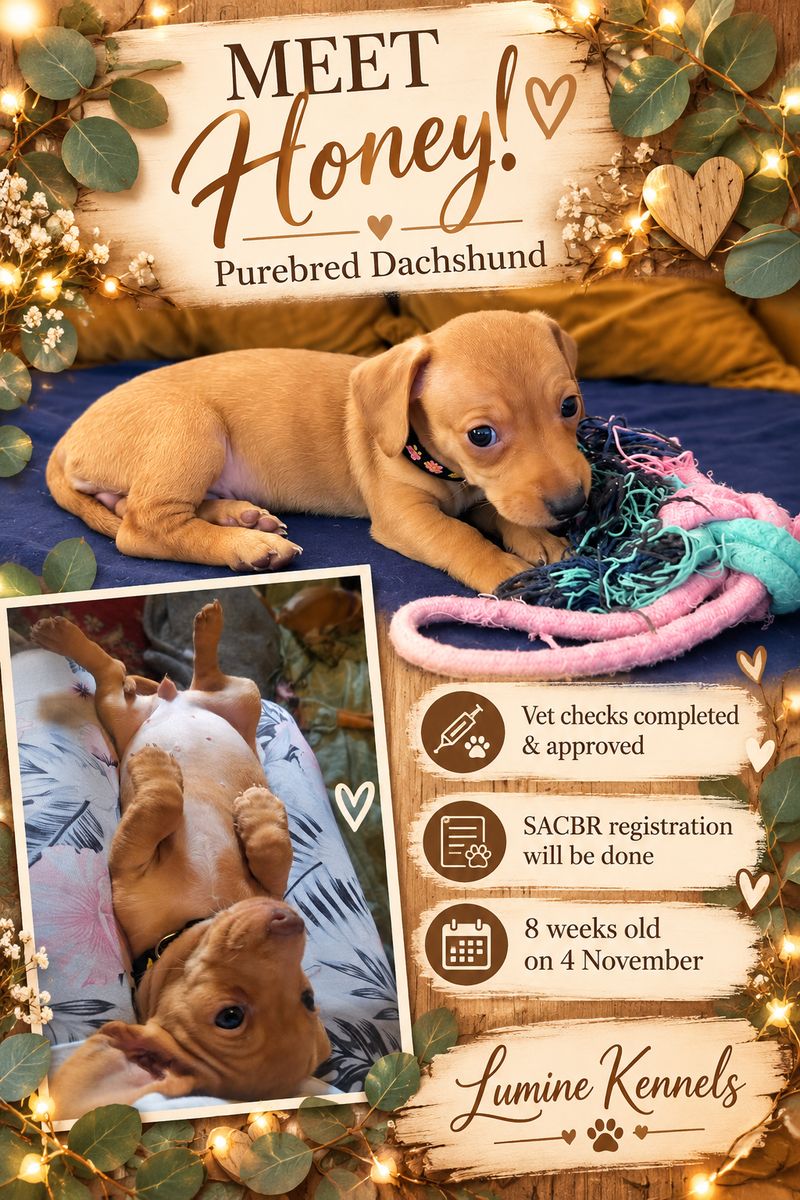 MEET
Honey!
Purebred Dachshund
Vet checks completed
& approved
SACBR registration
will be done
8 weeks old
on 4 November
Lumine Kennels